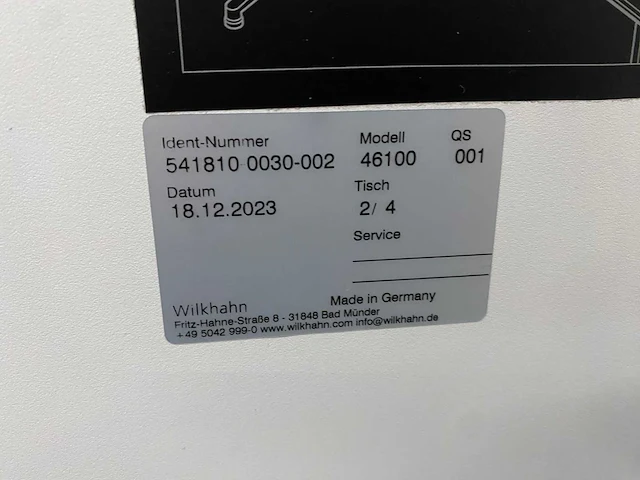 Ident-Nummer Modell QS
541810 0030-002 46100 001
Datum Tisch
18.12.2023 2/ 4
Service
Wilkhahn Made in Germany
Fritz-Hahne-Straße 8 - 31848 Bad Münder
+49 5042 999-0 www.wilkhahn.com info@wilkhahn.de